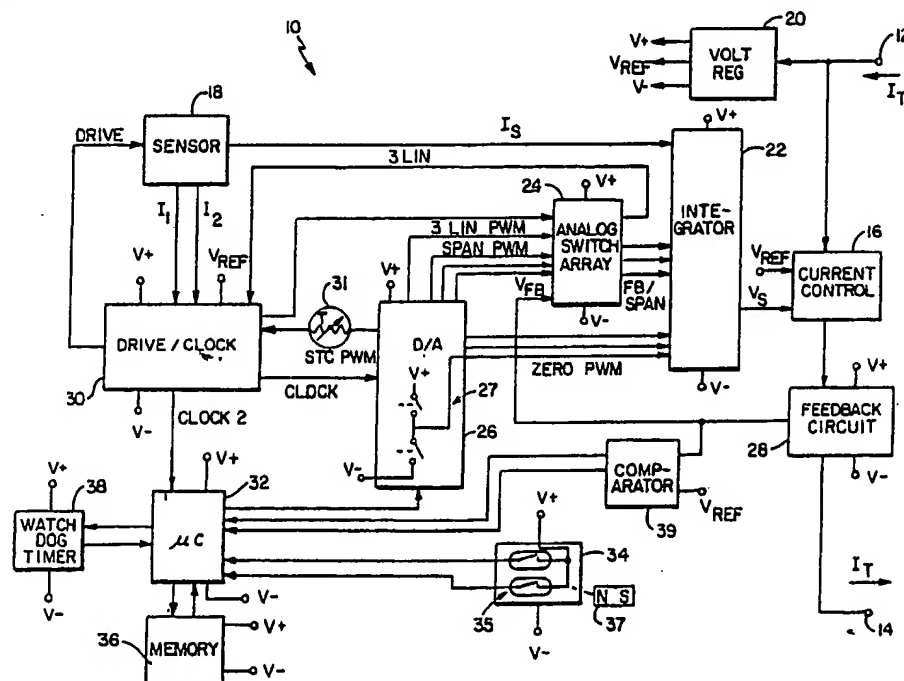 10
20
12
V+
VREF
V-
VOLT
REG
IT
18
DRIVE
SENSOR
IS
V+
22
3 LIN
24
V+
I1
I2
INTE-
GRATOR
3 LIN PWM
SPAN PWM
ANALOG
SWITCH
ARRAY
16
V+
VREF
31
V+
VFB
FB/
SPAN
VREF
CURRENT
CONTROL
VS
T
DRIVE/CLOCK
STC PWM
D/A
V-
30
CLOCK
V+
ZERO PWM
27
V-
V+
FEEDBACK
CIRCUIT
28
V-
CLOCK 2
V-
26
V-
V+
32
COMP-
ARATOR
VREF
39
V+
38
WATCH
DOG
TIMER
V-
μC
V+
34
N S
37
35
V-
V-
IT
14
36
MEMORY
V+
V-